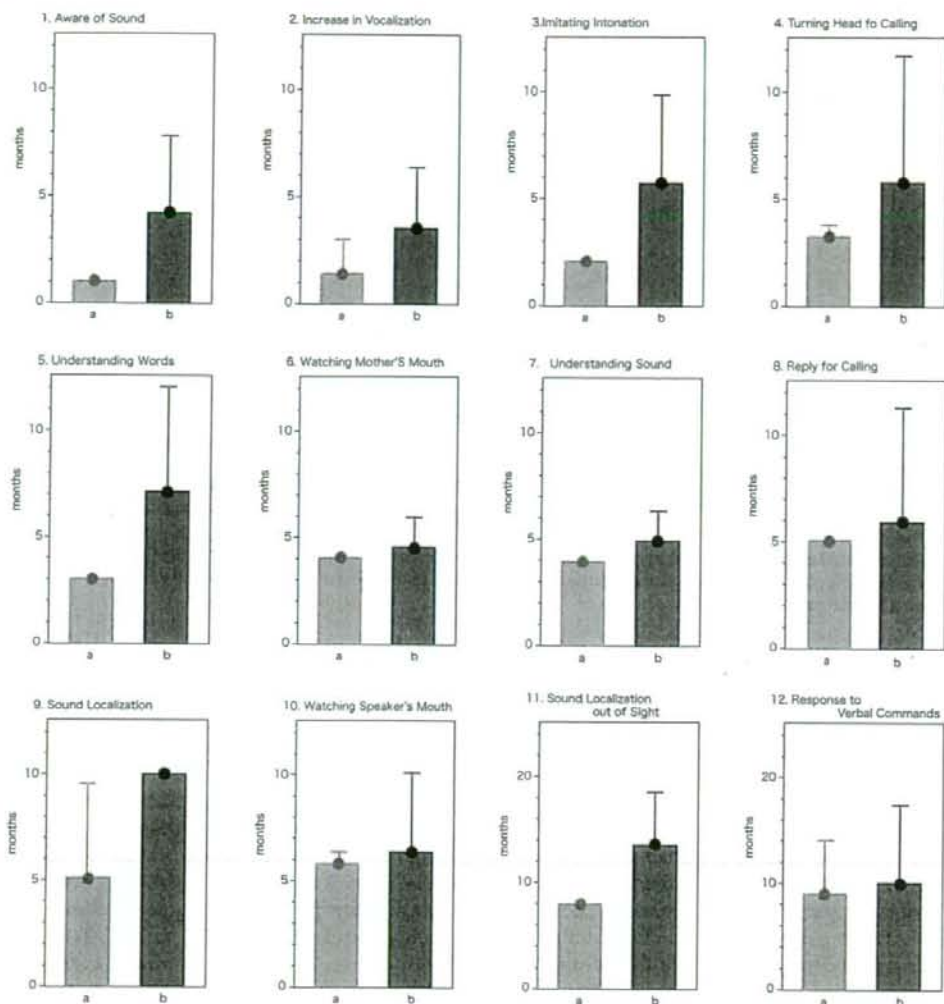 1. Aware of Sound
2. Increase in Vocalization
3.Imitating Intonation
4. Turning Head fo Calling
10
5
0
months
a
b
10
5
0
months
a
b
10
5
0
months
a
b
10
5
0
months
a
b
5. Understanding Words
6. Watching Mother'S Mouth
7. Understanding Sound
8. Reply for Calling
10
5
0
months
a
b
10
5
0
months
a
b
10
5
0
months
a
b
10
5
0
months
a
b
9. Sound Localization
10. Watching Speaker's Mouth
11. Sound Localization
out of Sight
12. Response to
Verbal Commands
10
5
0
months
a
b
10
5
0
months
a
b
20
10
0
months
a
b
20
10
0
months
a
b